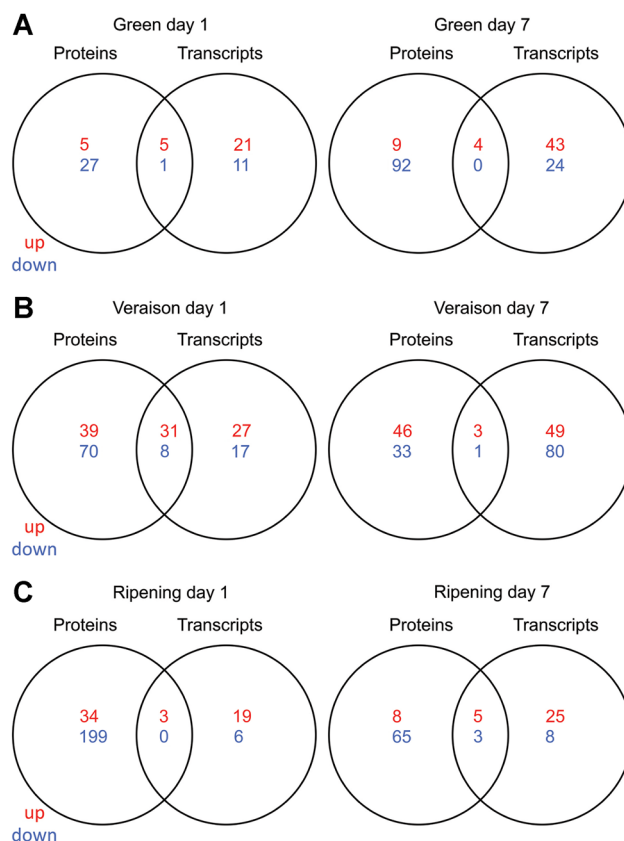 A
Green day 1
Green day 7
Proteins Transcripts
Proteins Transcripts
5 5 21
27 1 11
9 4 43
92 0 24
up
down
B
Veraison day 1
Veraison day 7
Proteins Transcripts
Proteins Transcripts
39 31 27
70 8 17
46 3 49
33 1 80
up
down
C
Ripening day 1
Ripening day 7
Proteins Transcripts
Proteins Transcripts
34 3 19
199 0 6
8 5 25
65 3 8
up
down